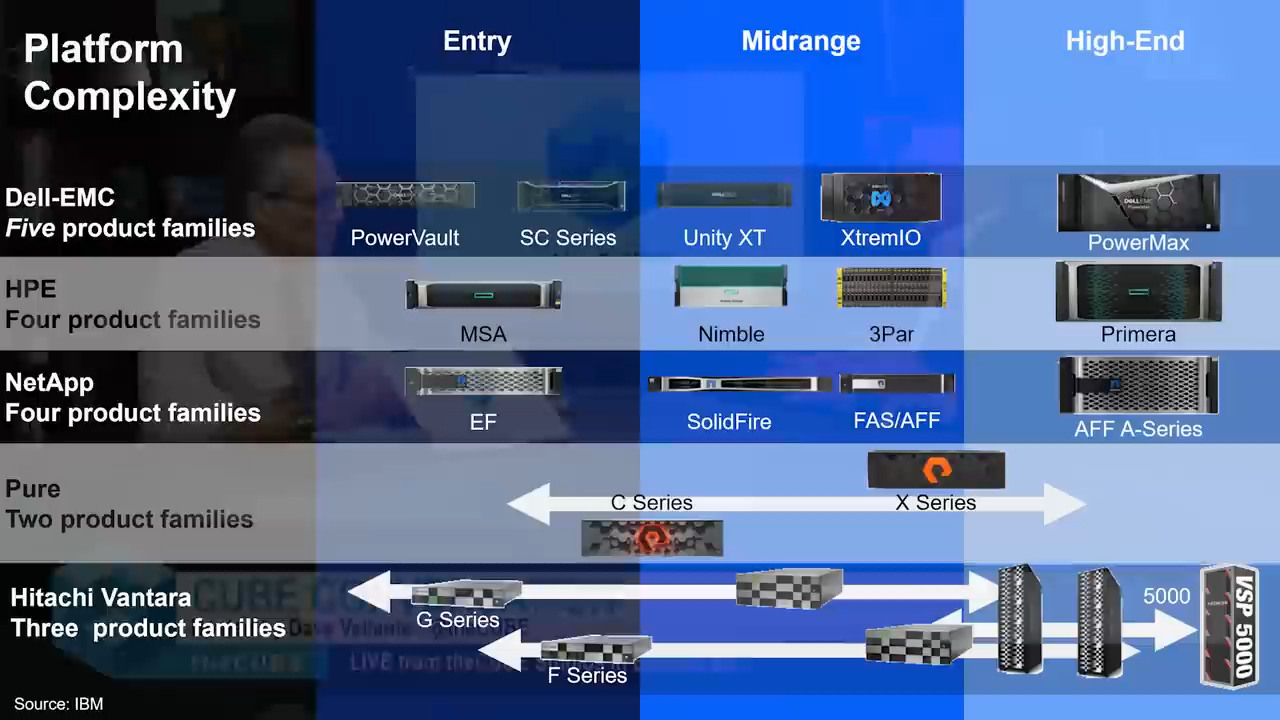 Platform
Complexity
Entry
Midrange
High-End
Dell-EMC
Five product families
PowerVault
SC Series
Unity XT
XtremIO
PowerMax
HPE
Four product families
MSA
Nimble
3Par
Primera
NetApp
Four product families
EF
SolidFire
FAS/AFF
AFF A-Series
Pure
Two product families
C Series
X Series
Hitachi Vantara
Three product families
G Series
F Series
5000
VSP 5000
Source: IBM